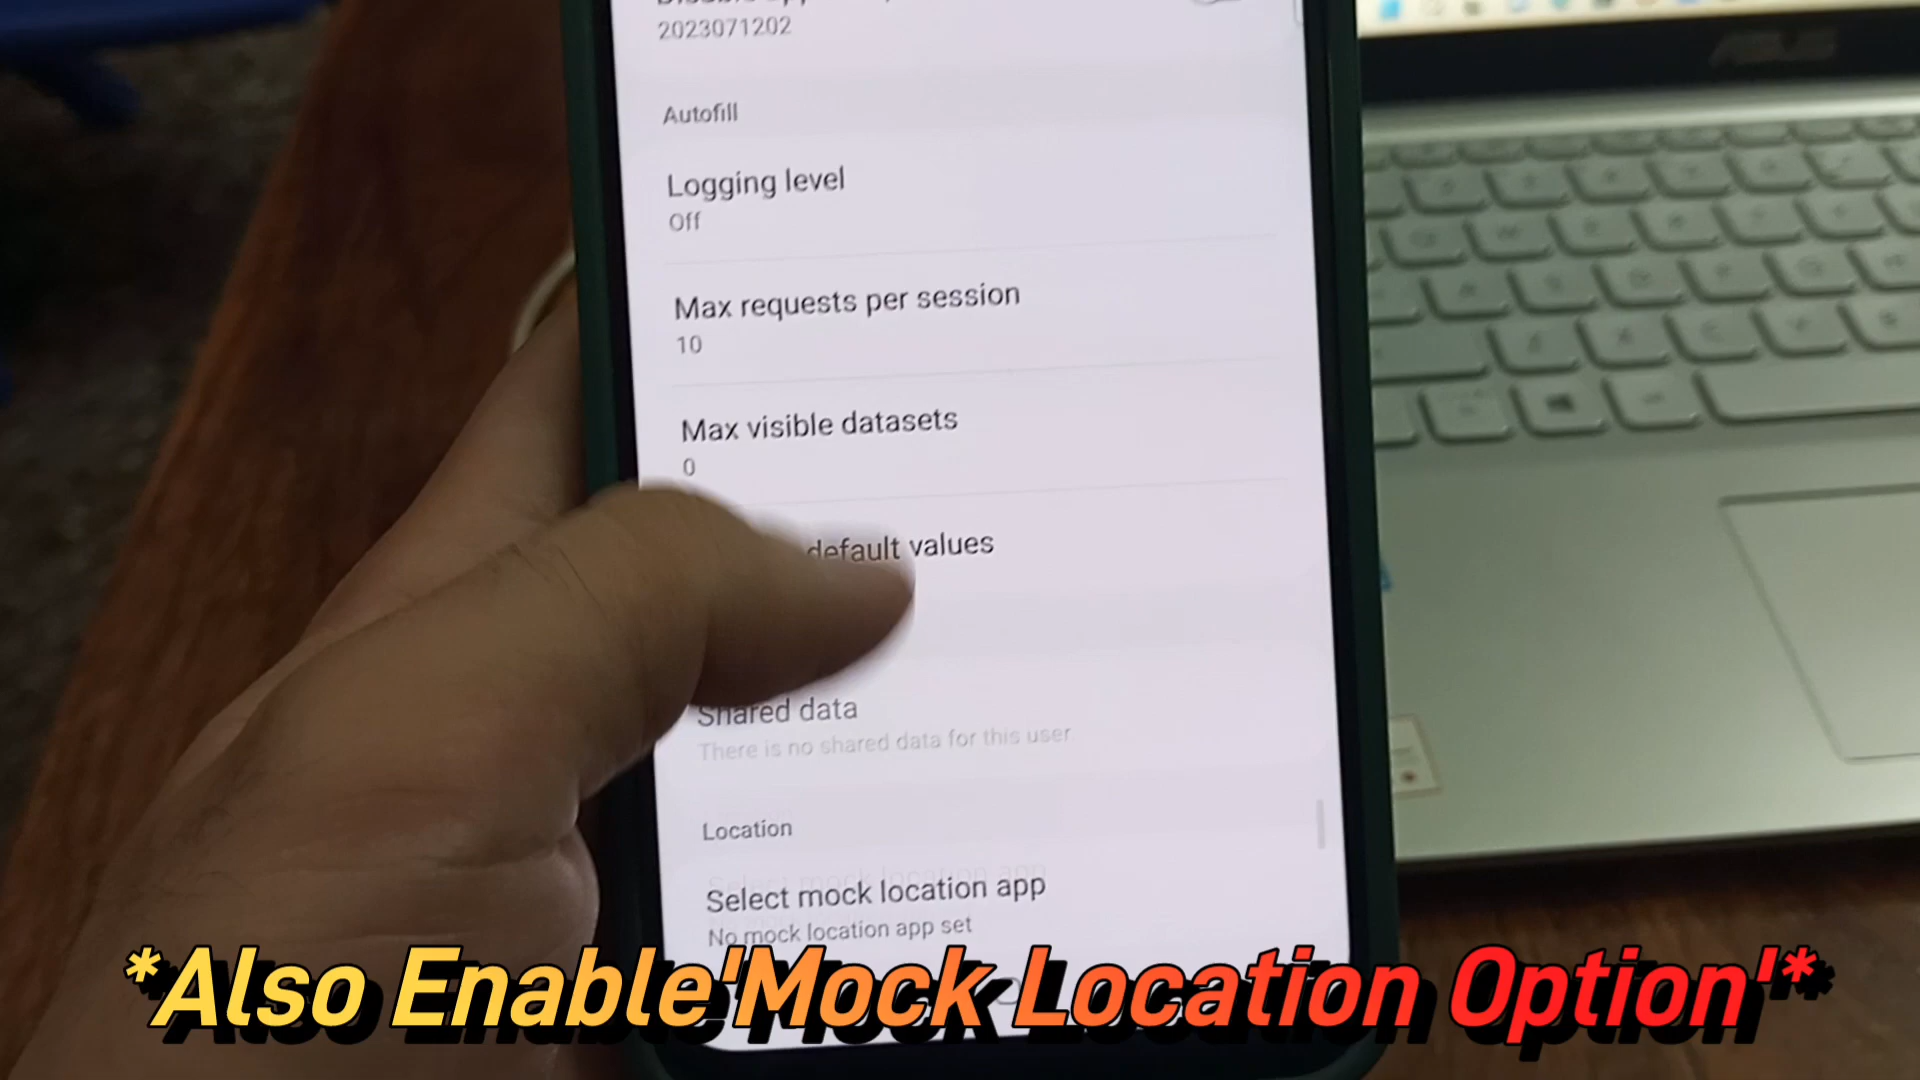 2023071202
ASUS
Autofill
Logging level
Off
Max requests per session
10
Max visible datasets
0
default values
Shared data
There is no shared data for this user
Location
Select mock location app
No mock location app set
*Also Enable'Mock Location Option'*